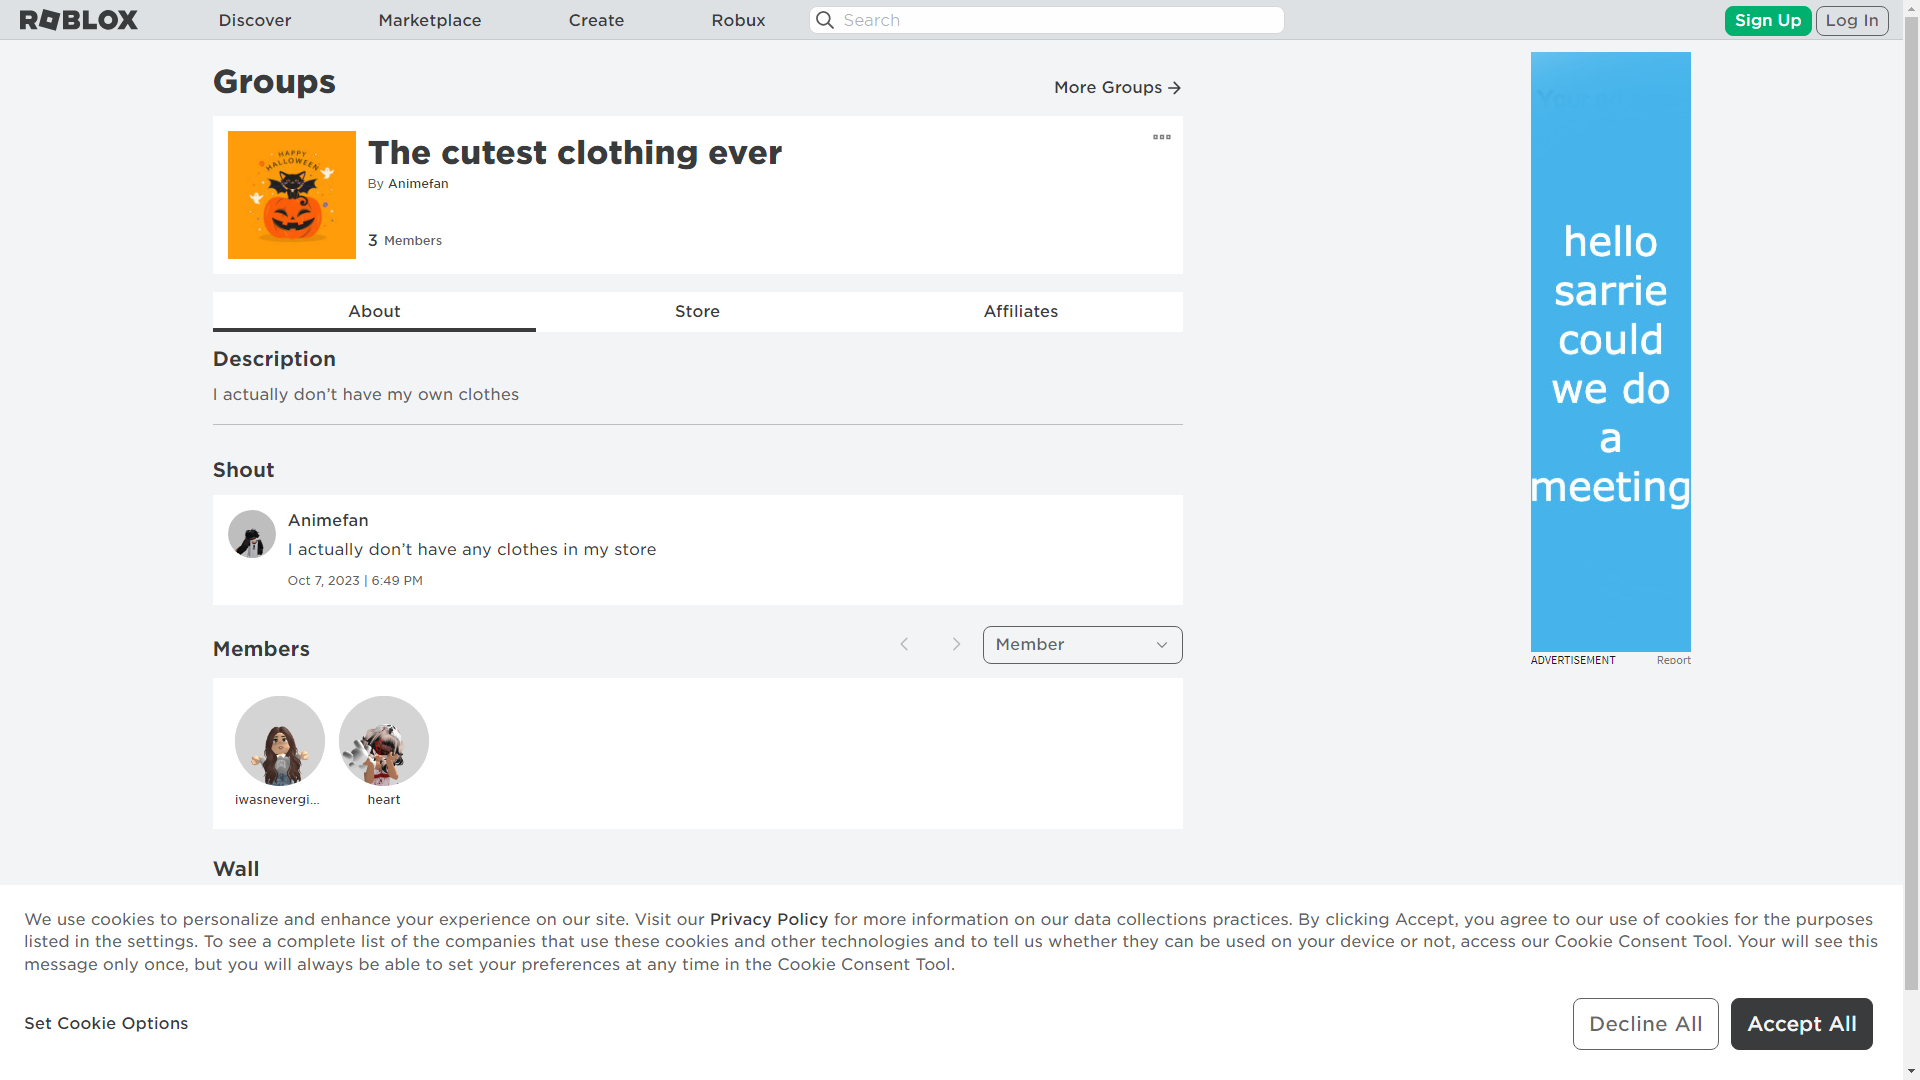 ROBLOX
Discover
Marketplace
Create
Robux
Search
Sign Up
Log In
Groups
More Groups
HAPPY
HALLOWEEN
The cutest clothing ever
By Animefan
3 Members
About
Store
Affiliates
Description
I actually don’t have my own clothes
Shout
Animefan
I actually don’t have any clothes in my store
Oct 7, 2023 | 6:49 PM
Members
Member
iwasnevergi...
heart
Wall
hello
sarrie
could
we do
a
meeting
ADVERTISEMENT
Report
We use cookies to personalize and enhance your experience on our site. Visit our Privacy Policy for more information on our data collections practices. By clicking Accept, you agree to our use of cookies for the purposes
listed in the settings. To see a complete list of the companies that use these cookies and other technologies and to tell us whether they can be used on your device or not, access our Cookie Consent Tool. Your will see this
message only once, but you will always be able to set your preferences at any time in the Cookie Consent Tool.
Set Cookie Options
Decline All
Accept All